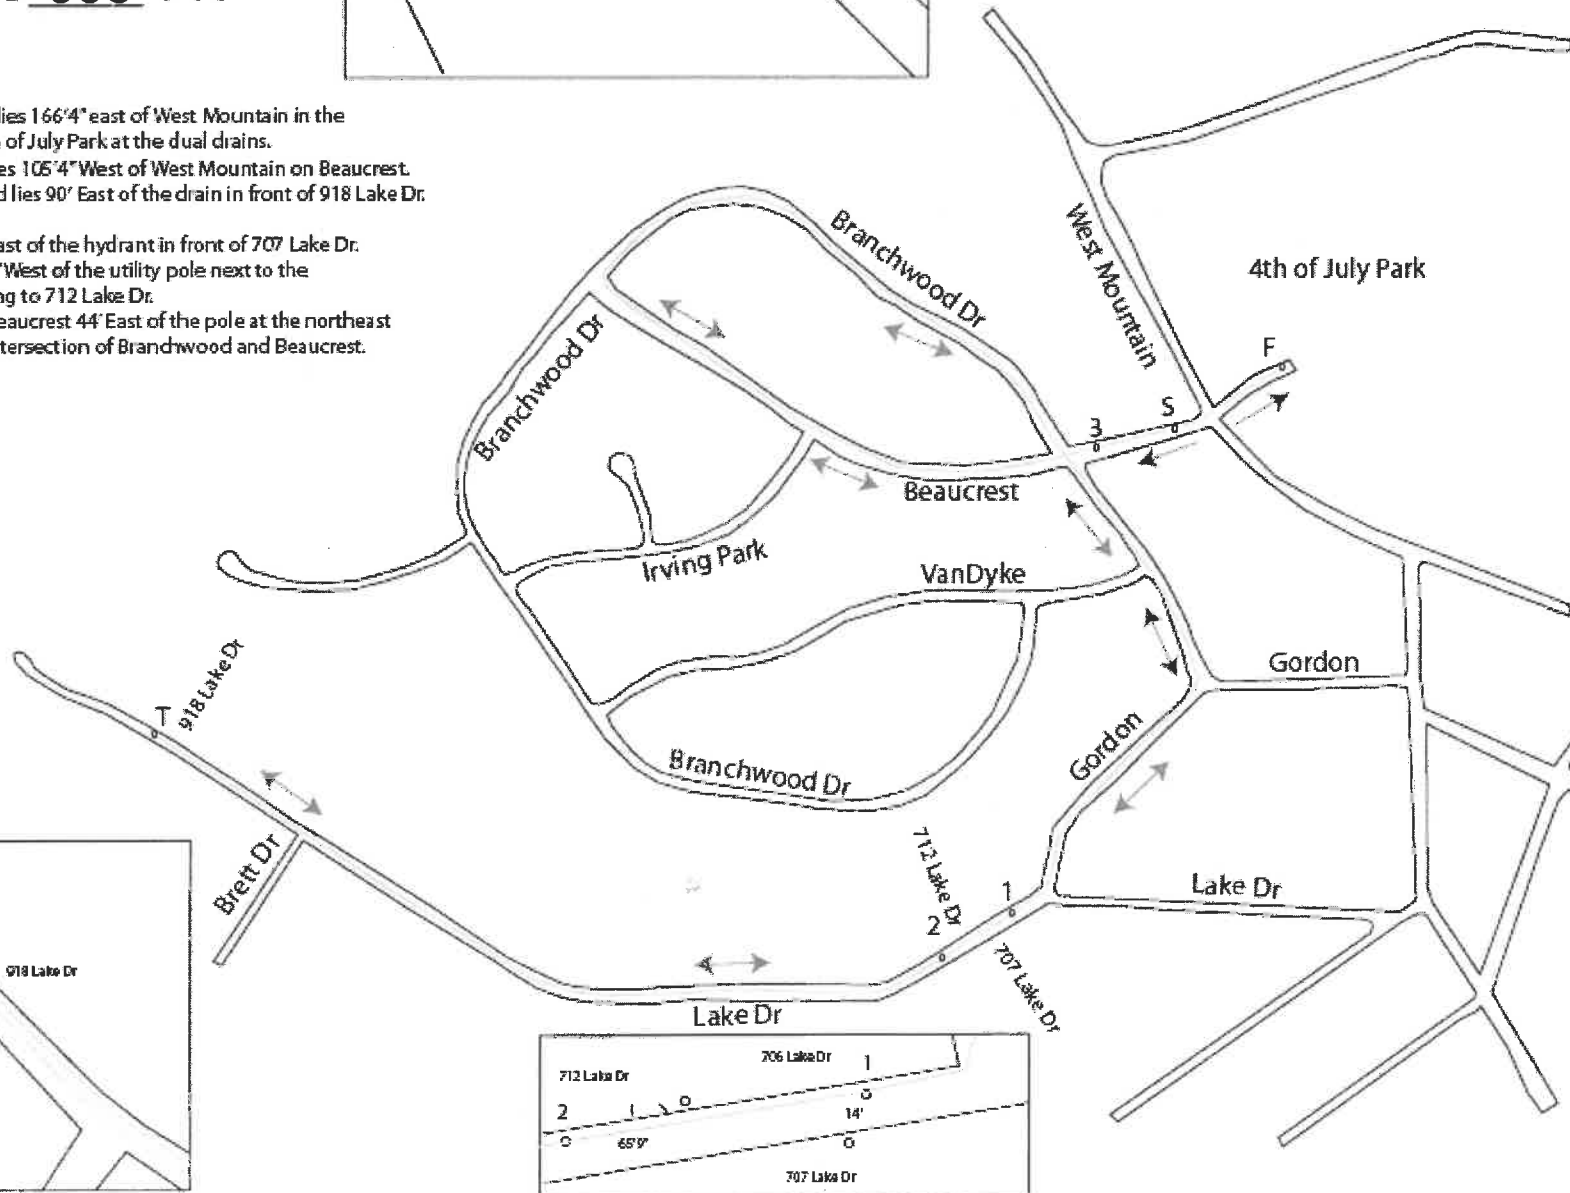 lies 166'4" east of West Mountain in the
of July Park at the dual drains.
es 105'4" West of West Mountain on Beaucrest.
d lies 90' East of the drain in front of 918 Lake Dr.
ast of the hydrant in front of 707 Lake Dr.
'West of the utility pole next to the
ng to 712 Lake Dr.
eaucrest 44' East of the pole at the northeast
tersection of Branchwood and Beaucrest.
Branchwood Dr
West Mountain
4th of July Park
Branchwood Dr
F
S
3
Beaucrest
Irving Park
VanDyke
918 Lake Dr
T
Gordon
Gordon
Branchwood Dr
Brett Dr
712 Lake Dr
1
2
Lake Dr
707 Lake Dr
918 Lake Dr
Lake Dr
706 Lake Dr
1
712 Lake Dr
2
14'
65'9"
707 Lake Dr